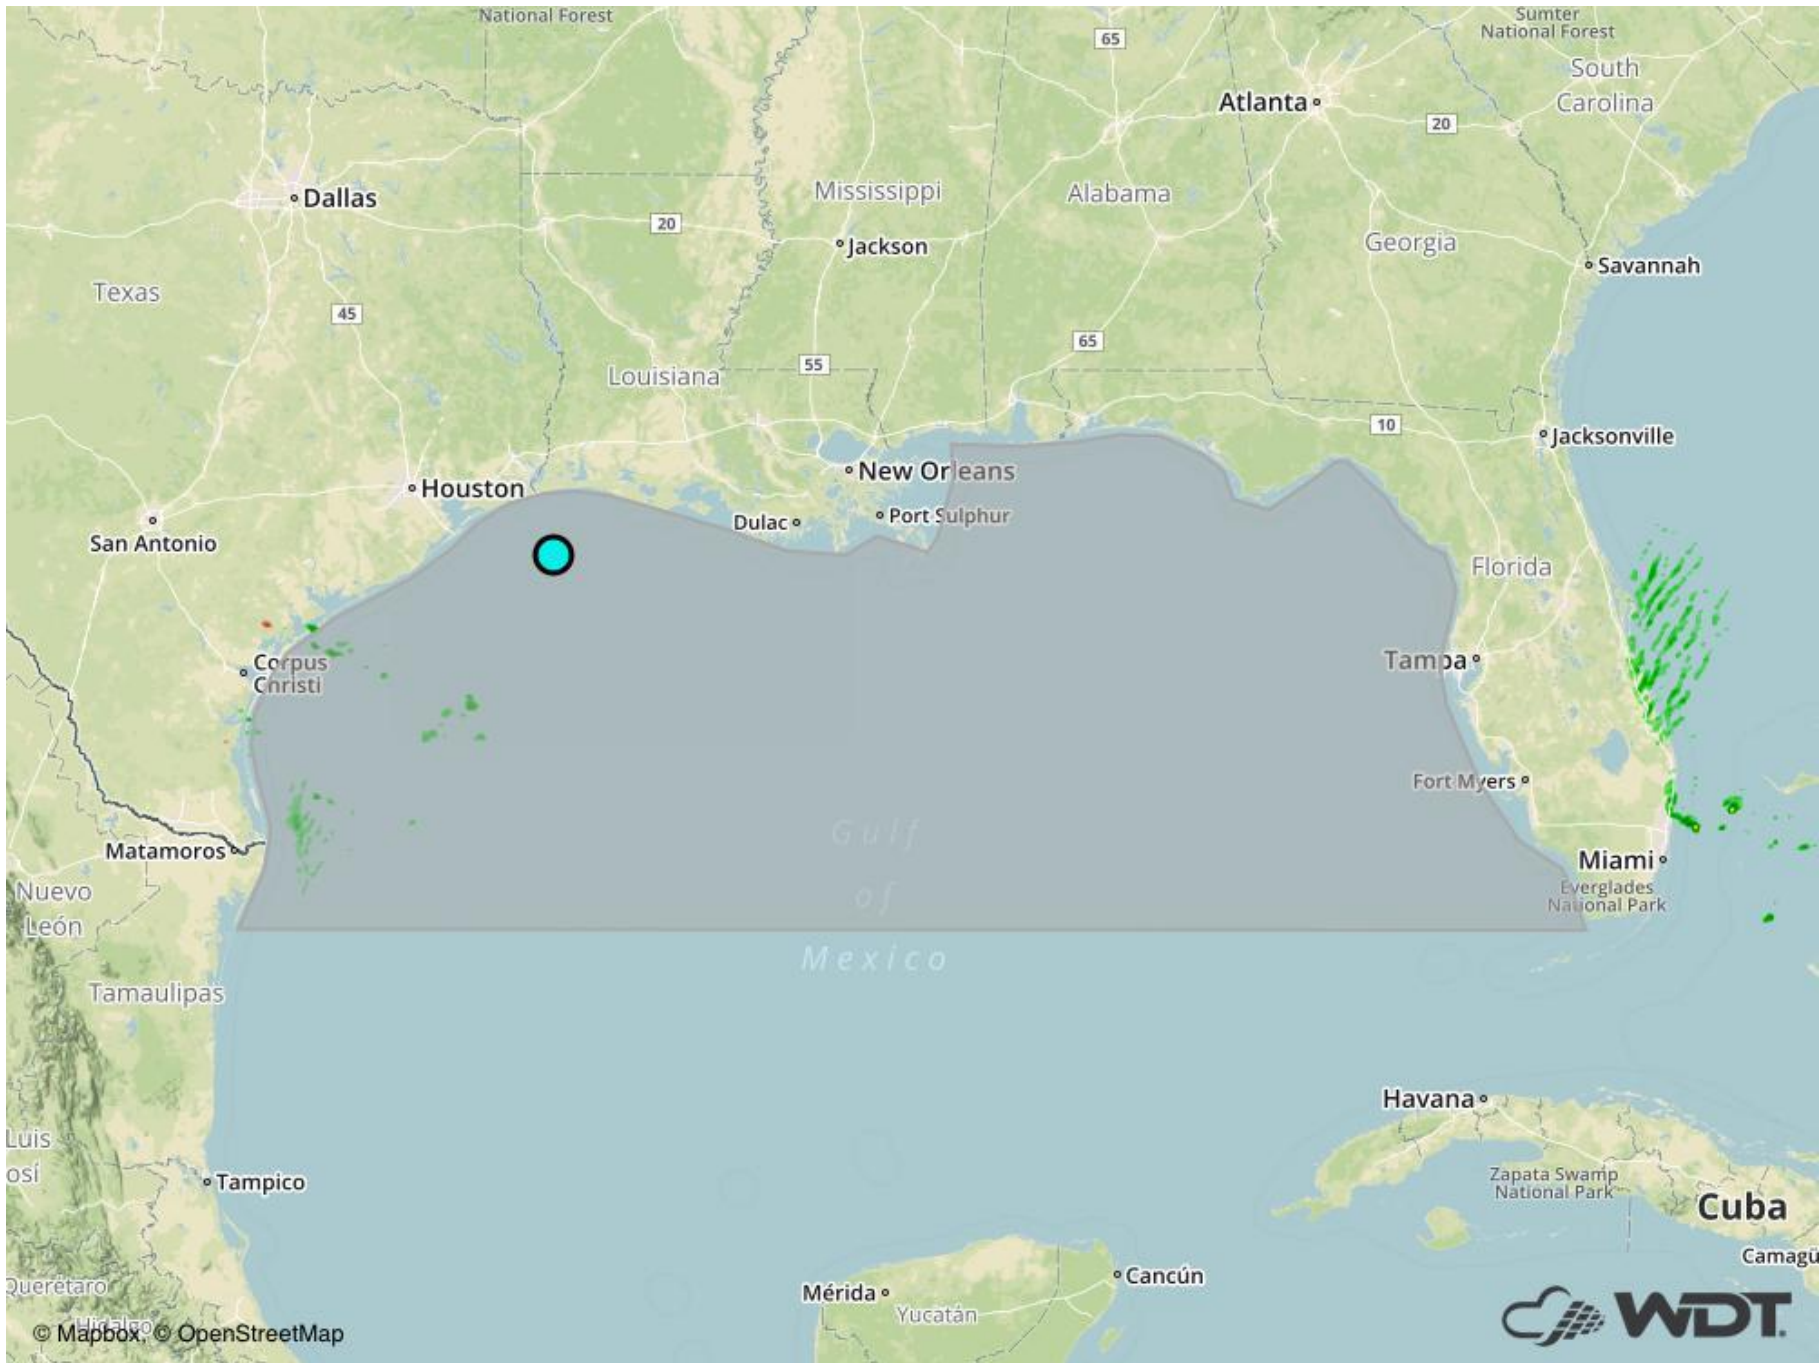 National Forest
Sumter
National Forest
65
South
Carolina
Atlanta
20
Dallas
Mississippi
Alabama
20
Jackson
Georgia
Savannah
Texas
45
65
55
Louisiana
10
Jacksonville
New Orleans
Houston
Dulac
Port Sulphur
San Antonio
Florida
Corpus
Christi
Tampa
Fort Myers
Gulf
of
Mexico
Matamoros
Miami
Everglades
National Park
Nuevo
León
Tamaulipas
Havana
Luis
osí
Zapata Swamp
National Park
Tampico
Cuba
Camagü
Cancún
Mérida
Querétaro
Yucatán
Hidalgo
© Mapbox, © OpenStreetMap
WDT